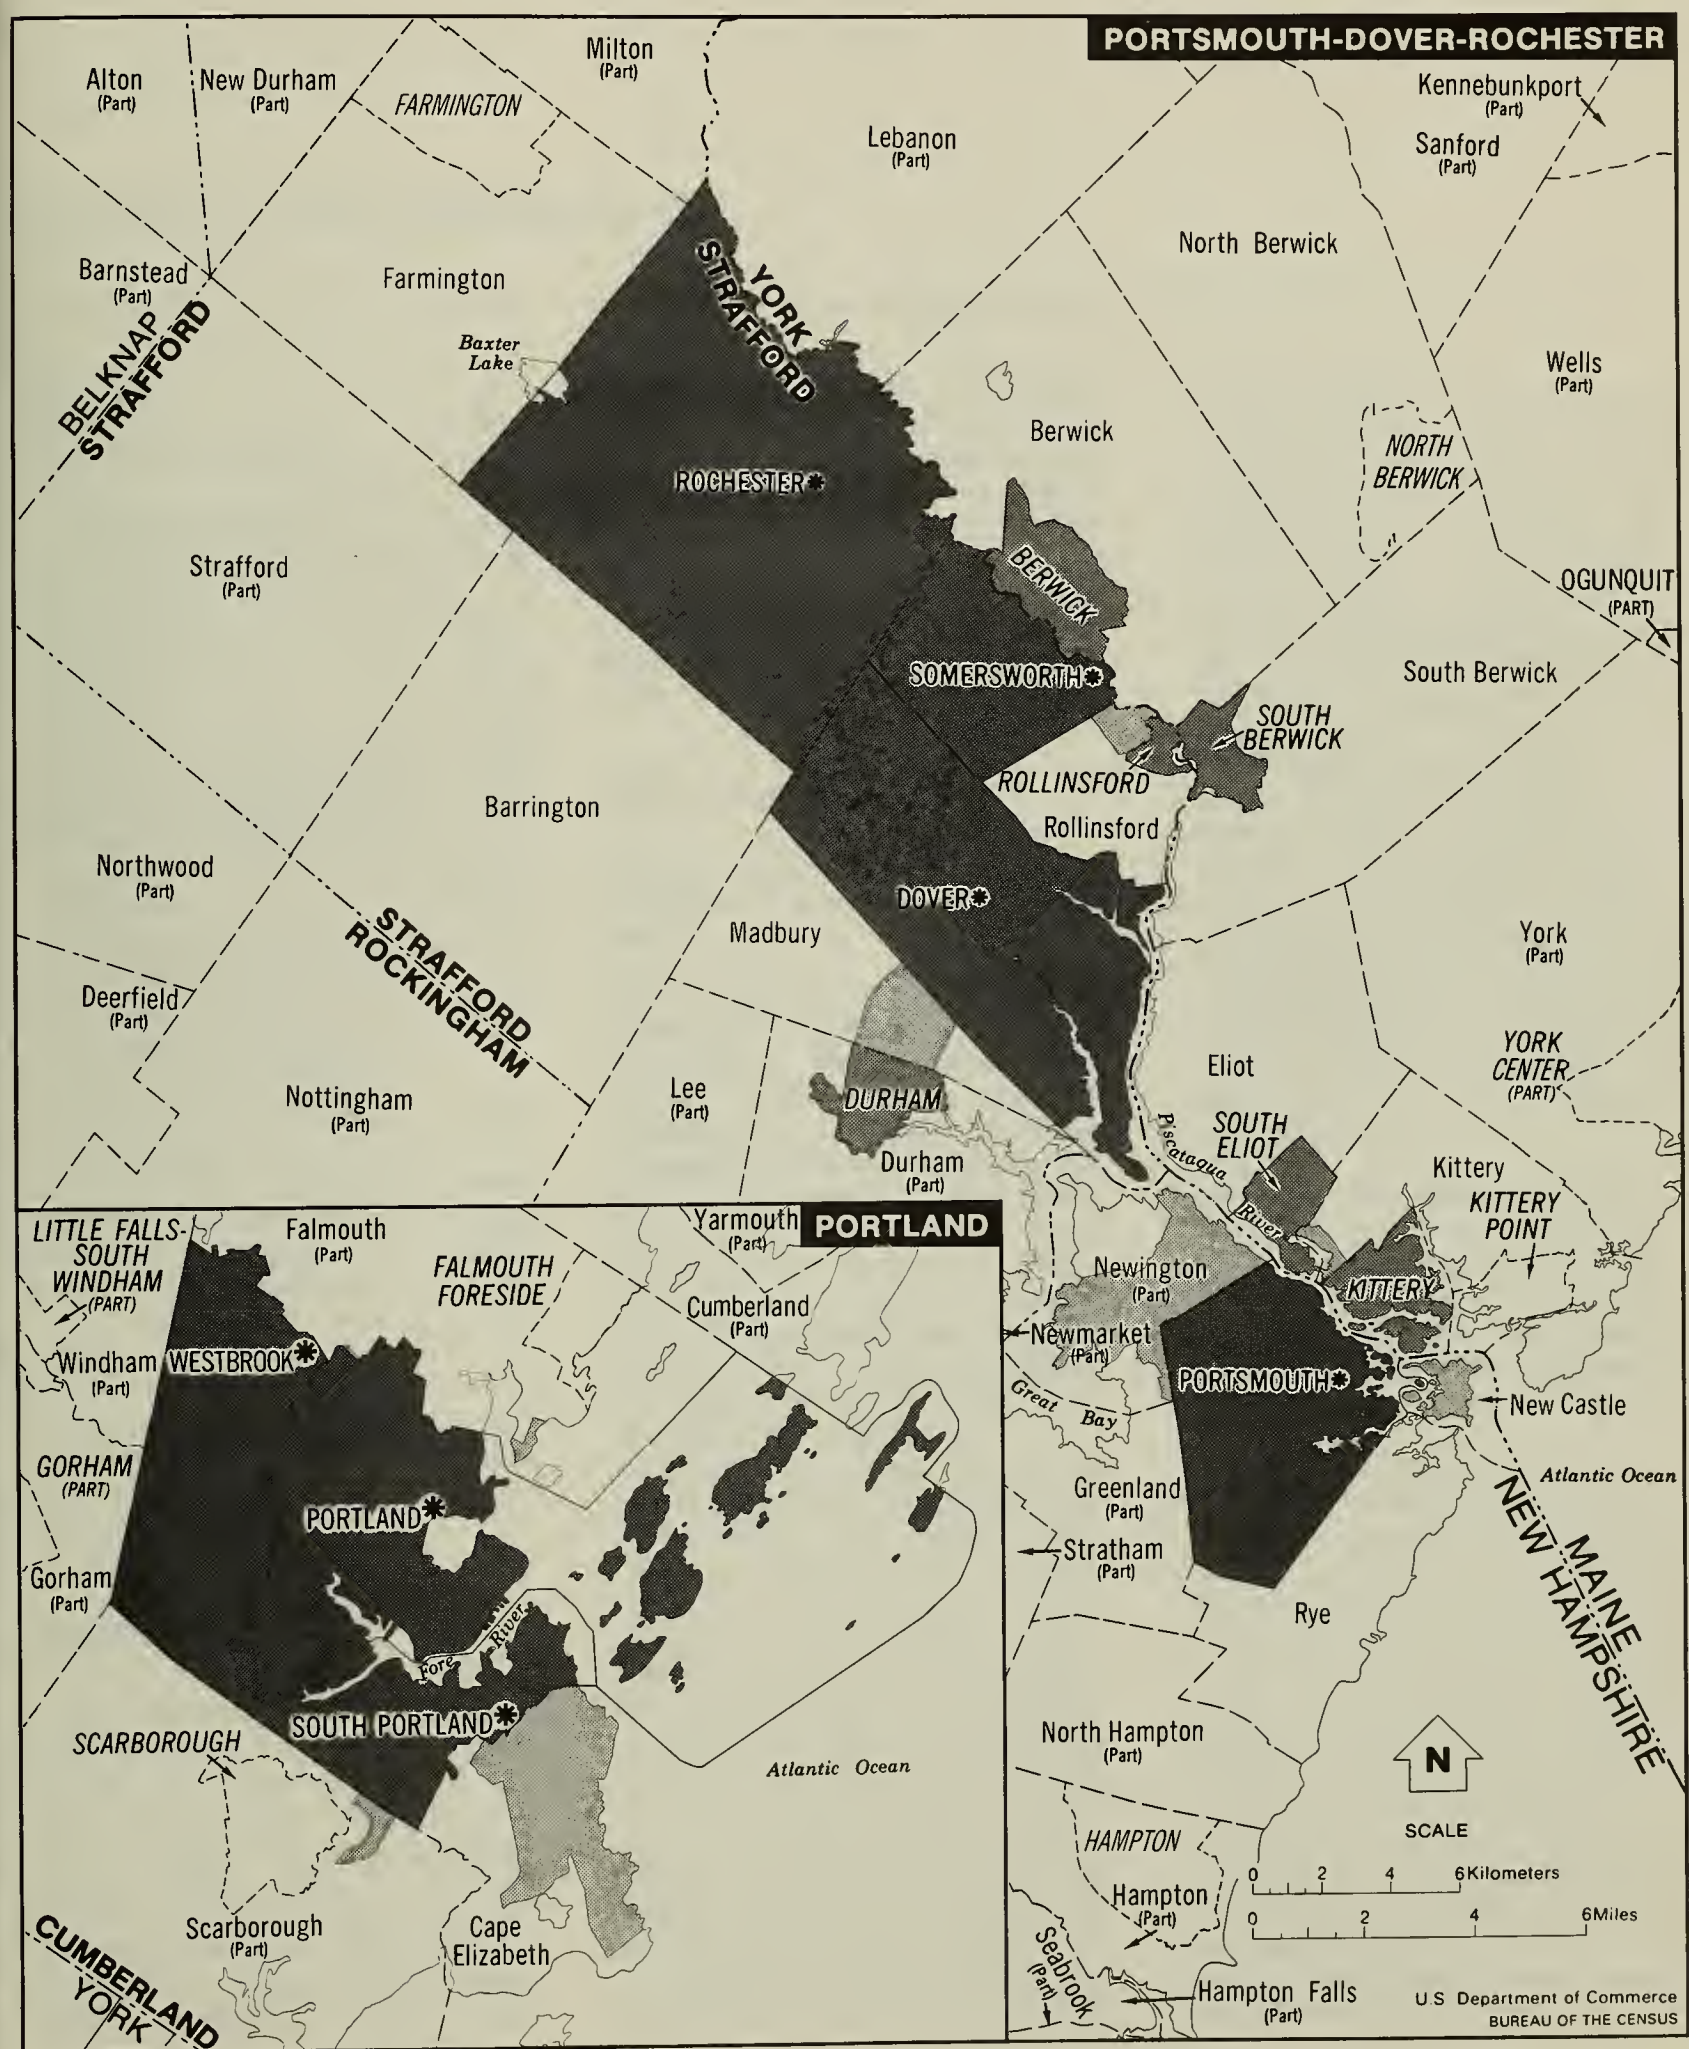 PORTSMOUTH-DOVER-ROCHESTER
Alton
(Part)
New Durham
(Part)
FARMINGTON
Milton
(Part)
Lebanon
(Part)
Kennebunkport
(Part)
Sanford
(Part)
North Berwick
Barnstead
(Part)
Farmington
BELKNAP
STRAFFORD
Baxter
Lake
YORK
STRAFFORD
Wells
(Part)
Berwick
NORTH
BERWICK
ROCHESTER
Strafford
(Part)
BERWICK
OGUNQUIT
(PART)
SOMERSWORTH
South Berwick
SOUTH
BERWICK
ROLLINSFORD
Rollinsford
Barrington
Northwood
(Part)
DOVER
Madbury
York
(Part)
STRAFFORD
ROCKINGHAM
Deerfield
(Part)
YORK
CENTER
(PART)
Eliot
Nottingham
(Part)
Lee
(Part)
DURHAM
Durham
(Part)
Piscataqua
River
SOUTH
ELIOT
Kittery
KITTERY
POINT
Newington
(Part)
KITTERY
Newmarket
(Part)
PORTSMOUTH
Great Bay
New Castle
Greenland
(Part)
Atlantic Ocean
Stratham
(Part)
MAINE
NEW HAMPSHIRE
Rye
North Hampton
(Part)
N
SCALE
0 2 4 6 Kilometers
0 2 4 6 Miles
HAMPTON
Hampton
(Part)
Seabrook
(Part)
Hampton Falls
(Part)
U.S Department of Commerce
BUREAU OF THE CENSUS
PORTLAND
LITTLE FALLS-
SOUTH
WINDHAM
(PART)
Falmouth
(Part)
FALMOUTH
FORESIDE
Yarmouth
(Part)
Cumberland
(Part)
Windham
(Part)
WESTBROOK
GORHAM
(PART)
PORTLAND
Gorham
(Part)
Fore River
SOUTH PORTLAND
SCARBOROUGH
Atlantic Ocean
Scarborough
(Part)
Cape
Elizabeth
CUMBERLAND
YORK